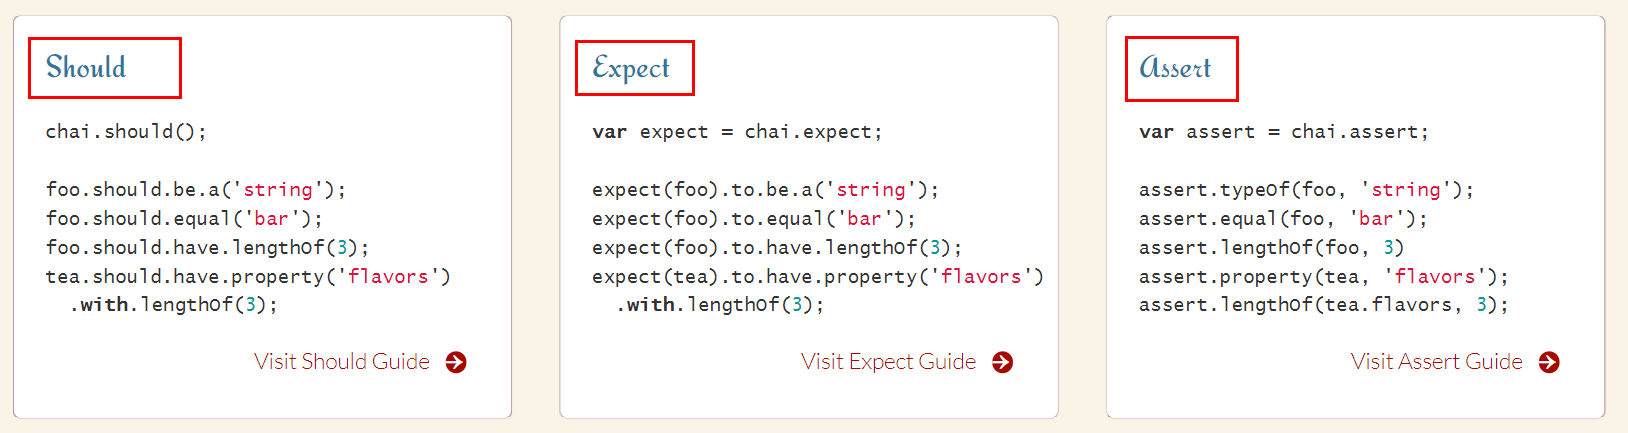 Should
chai.should();
foo.should.be.a('string');
foo.should.equal('bar');
foo.should.have.lengthOf(3);
tea.should.have.property('flavors')
.with.lengthOf(3);
Visit Should Guide
Expect
var expect = chai.expect;
expect(foo).to.be.a('string');
expect(foo).to.equal('bar');
expect(foo).to.have.lengthOf(3);
expect(tea).to.have.property('flavors')
.with.lengthOf(3);
Visit Expect Guide
Assert
var assert = chai.assert;
assert.typeOf(foo, 'string');
assert.equal(foo, 'bar');
assert.lengthOf(foo, 3)
assert.property(tea, 'flavors');
assert.lengthOf(tea.flavors, 3);
Visit Assert Guide